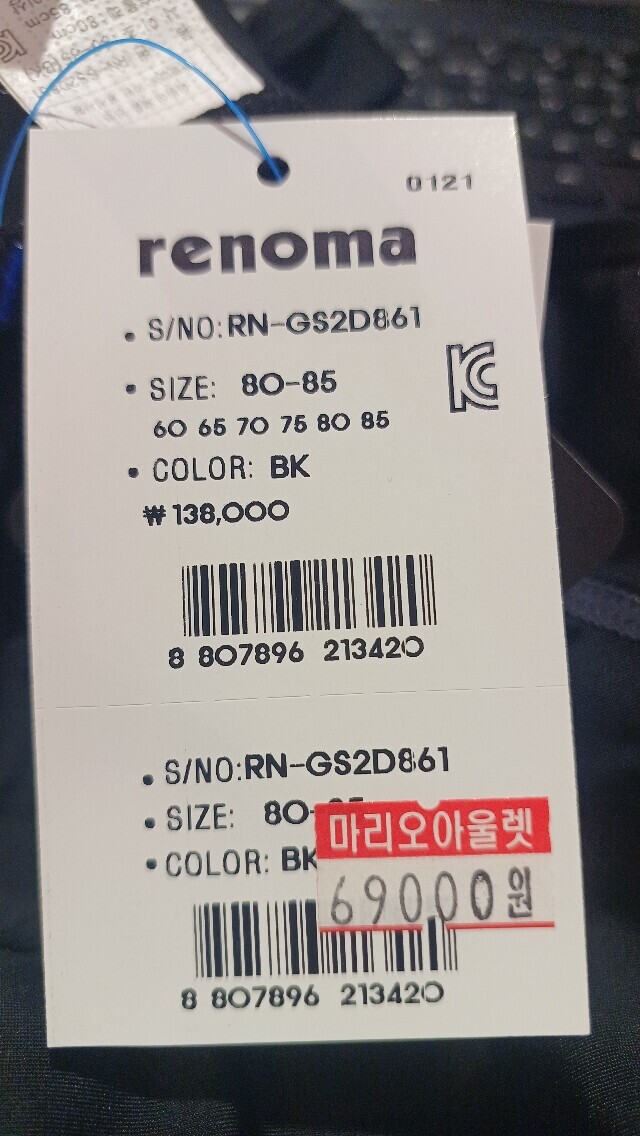 0121
renoma
• S/NO: RN-GS2D861
• SIZE: 80-85
60 65 70 75 80 85
• COLOR: BK
₩ 138,000
8 807896 213420
• S/NO: RN-GS2D861
• SIZE: 80-85
• COLOR: BK
마리오아울렛
69000원
8 807896 213420